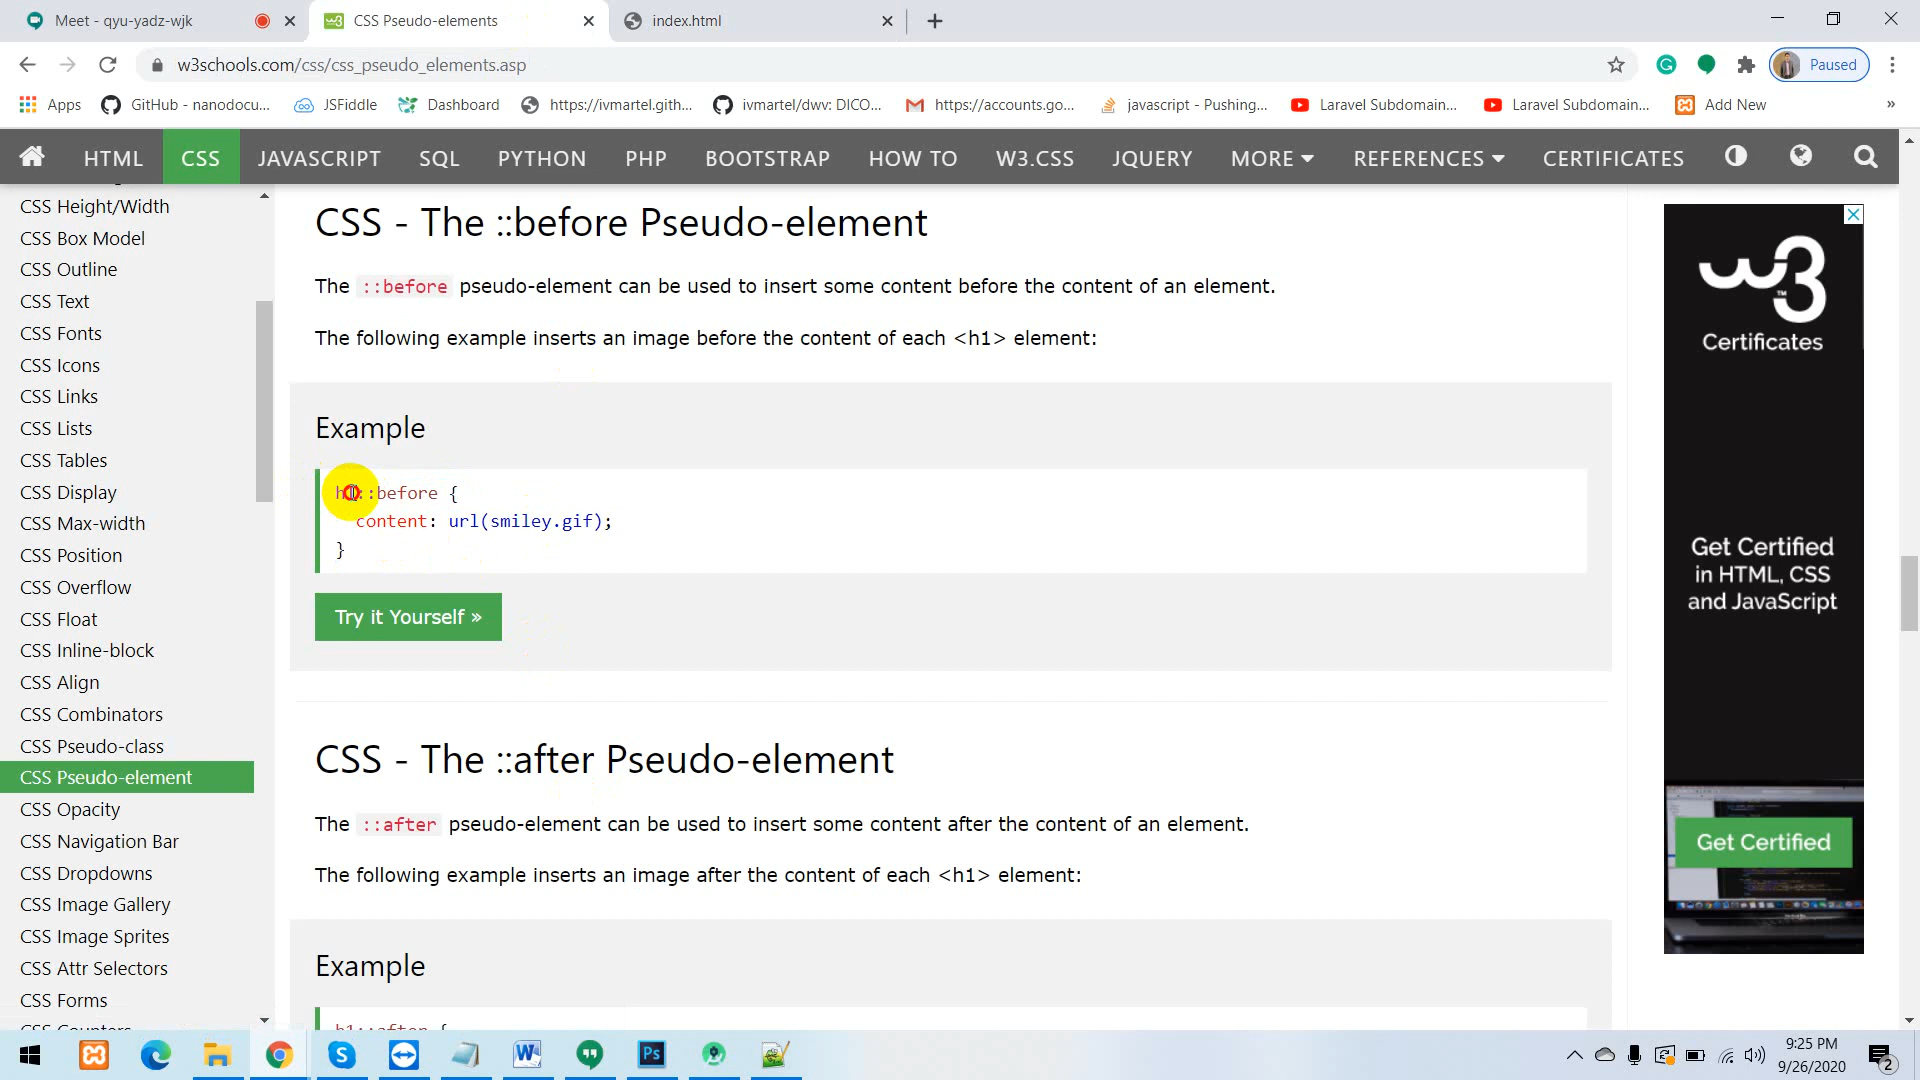 Meet - qyu-yadz-wjk
CSS Pseudo-elements
index.html
w3schools.com/css/css_pseudo_elements.asp
Paused
Apps
GitHub - nanodocu...
JSFiddle
Dashboard
https://ivmartel.gith...
ivmartel/dwv: DICO...
https://accounts.go...
javascript - Pushing...
Laravel Subdomain...
Laravel Subdomain...
Add New
»
HTML
CSS
JAVASCRIPT
SQL
PYTHON
PHP
BOOTSTRAP
HOW TO
W3.CSS
JQUERY
MORE
REFERENCES
CERTIFICATES
CSS Height/Width
CSS Box Model
CSS Outline
CSS Text
CSS Fonts
CSS Icons
CSS Links
CSS Lists
CSS Tables
CSS Display
CSS Max-width
CSS Position
CSS Overflow
CSS Float
CSS Inline-block
CSS Align
CSS Combinators
CSS Pseudo-class
CSS Pseudo-element
CSS Opacity
CSS Navigation Bar
CSS Dropdowns
CSS Image Gallery
CSS Image Sprites
CSS Attr Selectors
CSS Forms
CSS Counters
CSS - The ::before Pseudo-element
The ::before pseudo-element can be used to insert some content before the content of an element.
The following example inserts an image before the content of each <h1> element:
Example
h1::before {
content: url(smiley.gif);
}
Try it Yourself »
CSS - The ::after Pseudo-element
The ::after pseudo-element can be used to insert some content after the content of an element.
The following example inserts an image after the content of each <h1> element:
Example
h1::after {
w3
TM
Certificates
Get Certified
in HTML, CSS
and JavaScript
Get Certified
9:25 PM
9/26/2020
2